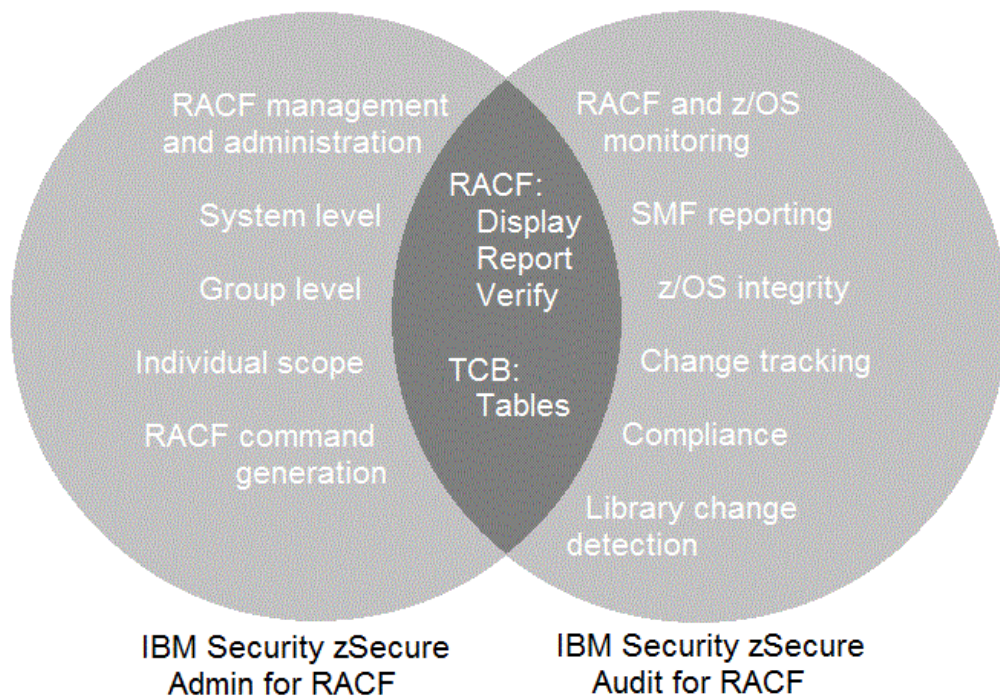 RACF management
and administration
System level
Group level
Individual scope
RACF command
generation
RACF:
Display
Report
Verify
TCB:
Tables
RACF and z/OS
monitoring
SMF reporting
z/OS integrity
Change tracking
Compliance
Library change
detection
IBM Security zSecure
Admin for RACF
IBM Security zSecure
Audit for RACF